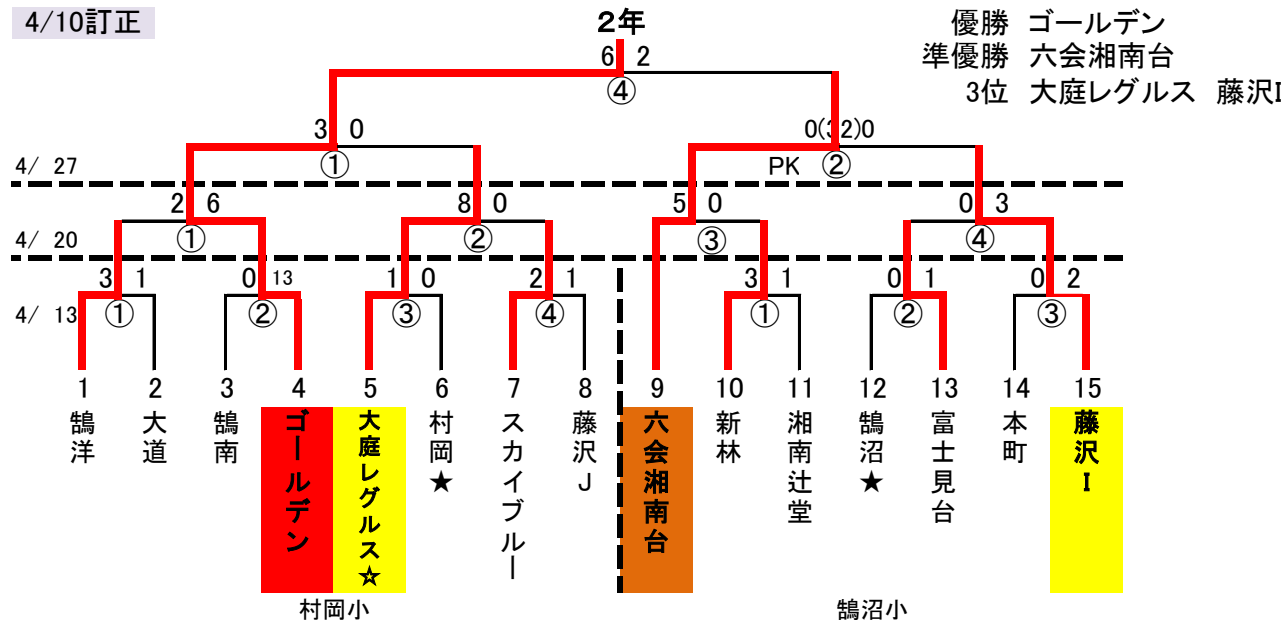 4/10訂正
2年
優勝 ゴールデン
準優勝 六会湘南台
3位 大庭レグルス 藤沢I
6 2
④
3 0
①
0(32)0
PK ②
4/ 27
2 6
①
8 0
②
5 0
③
0 3
④
4/ 20
3 1
①
0 13
②
1 0
③
2 1
④
3 1
①
0 1
②
0 2
③
4/ 13
1 2 3 4 5 6 7 8 9 10 11 12 13 14 15
鵠洋
大道
鵠南
ゴールデン
大庭レグルス☆
村岡★
スカイブルー
藤沢J
六会湘南台
新林
湘南辻堂
鵠沼★
富士見台
本町
藤沢I
村岡小
鵠沼小